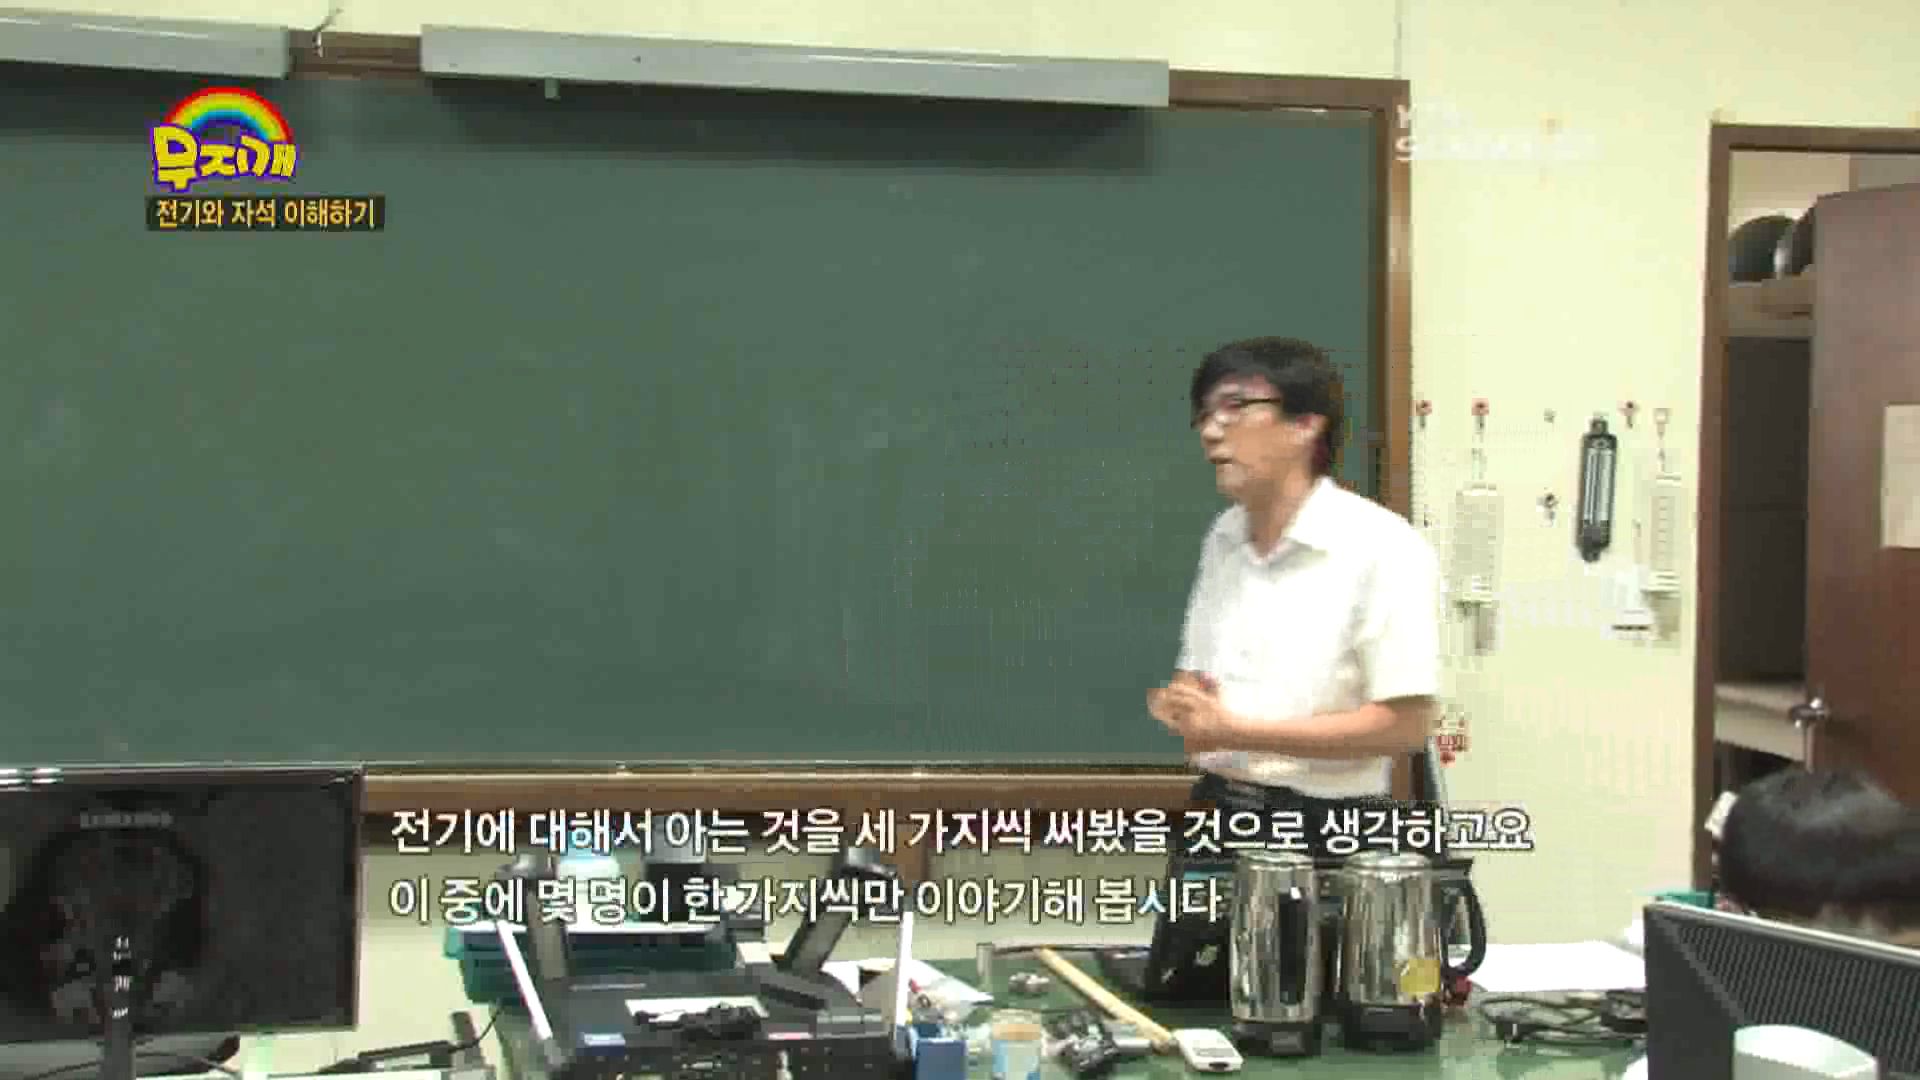 무지개
전기와 자석 이해하기
전기에 대해서 아는 것을 세 가지씩 써봤을 것으로 생각하고요
이 중에 몇 명이 한 가지씩만 이야기해 봅시다